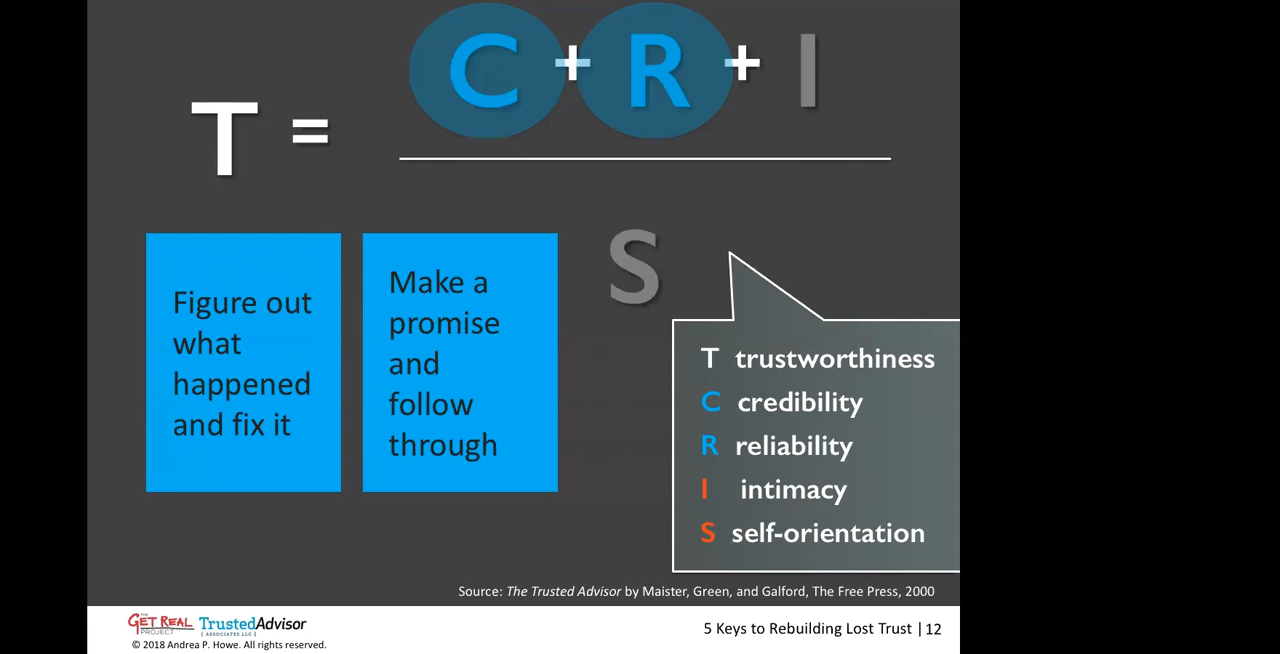 C + R + I
T =
S
Figure out
what
happened
and fix it
Make a
promise
and
follow
through
T trustworthiness
C credibility
R reliability
I intimacy
S self-orientation
Source: The Trusted Advisor by Maister, Green, and Galford, The Free Press, 2000
THE
GET REAL
PROJECT
TrustedAdvisor
| ASSOCIATES LLC |
© 2018 Andrea P. Howe. All rights reserved.
5 Keys to Rebuilding Lost Trust | 12